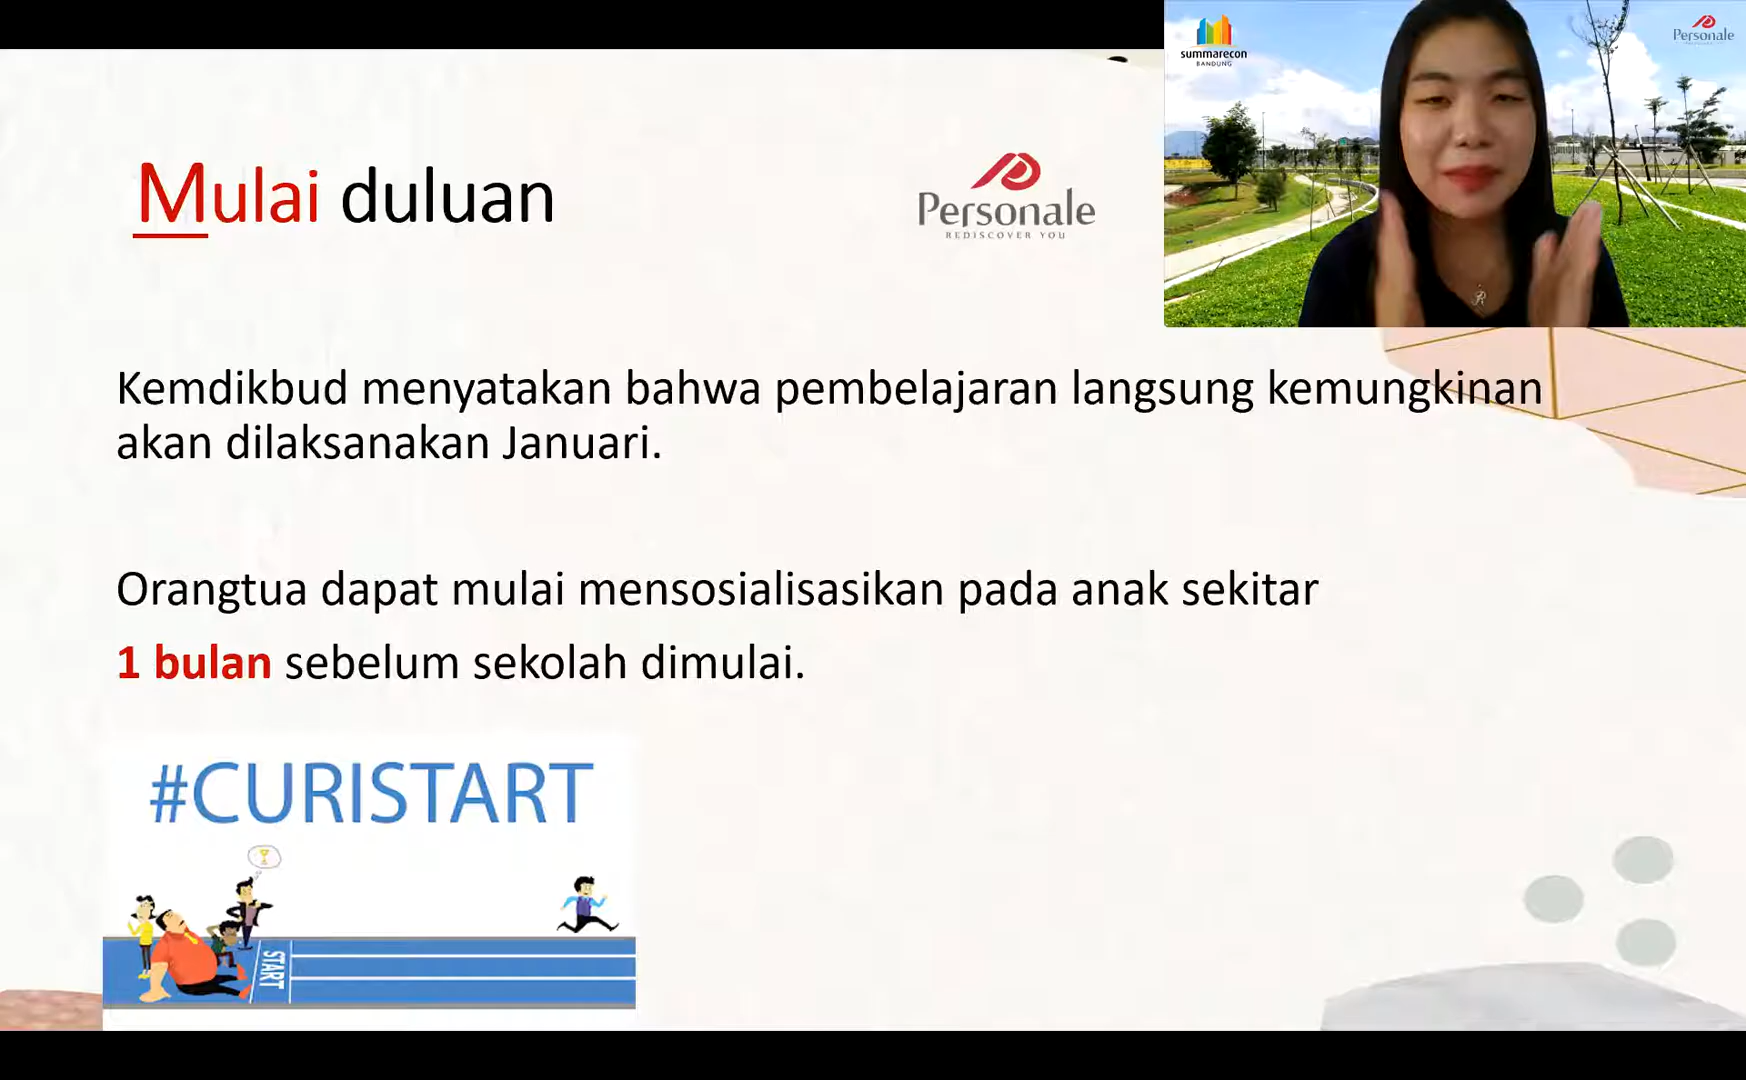 summarecon
BANDUNG
Personale
Mulai duluan
Personale
REDISCOVER YOU
Kemdikbud menyatakan bahwa pembelajaran langsung kemungkinan
akan dilaksanakan Januari.
Orangtua dapat mulai mensosialisasikan pada anak sekitar
1 bulan sebelum sekolah dimulai.
#CURISTART
START